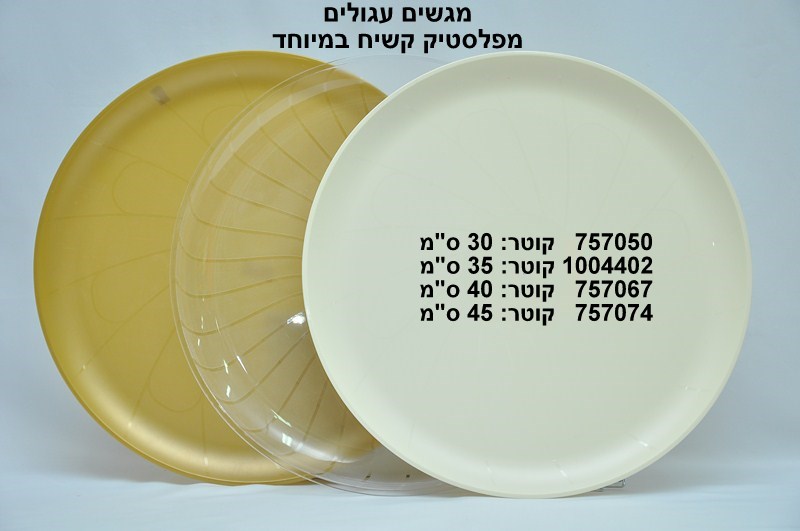 מגשים עגולים
מפלסטיק קשיח במיוחד
757050 קוטר: 30 ס"מ
1004402 קוטר: 35 ס"מ
757067 קוטר: 40 ס"מ
757074 קוטר: 45 ס"מ